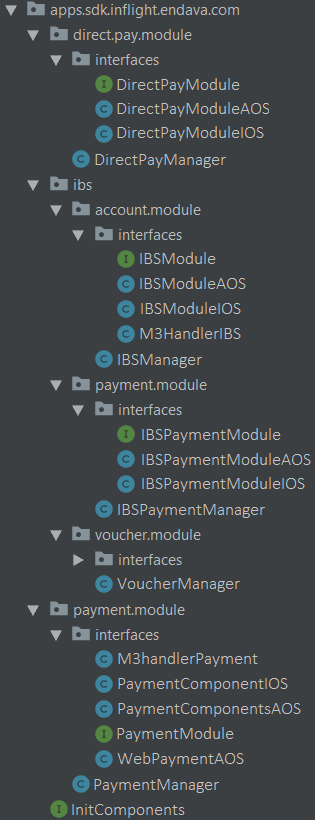 apps.sdk.inflight.endava.com
direct.pay.module
interfaces
I DirectPayModule
C DirectPayModuleAOS
C DirectPayModuleIOS
C DirectPayManager
ibs
account.module
interfaces
I IBSModule
C IBSModuleAOS
C IBSModuleIOS
C M3HandlerIBS
C IBSManager
payment.module
interfaces
I IBSPaymentModule
C IBSPaymentModuleAOS
C IBSPaymentModuleIOS
C IBSPaymentManager
voucher.module
interfaces
C VoucherManager
payment.module
interfaces
C M3handlerPayment
C PaymentComponentIOS
C PaymentComponentsAOS
I PaymentModule
C WebPaymentAOS
C PaymentManager
I InitComponents